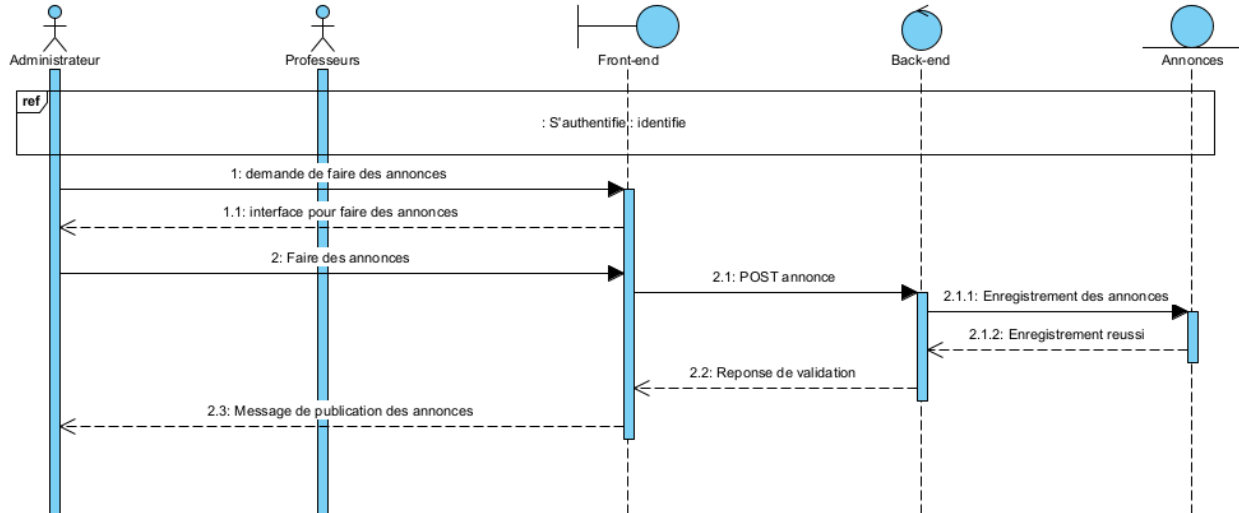 Administrateur
Professeurs
Front-end
Back-end
Annonces
ref
: S'authentifie : identifie
1: demande de faire des annonces
1.1: interface pour faire des annonces
2: Faire des annonces
2.1: POST annonce
2.1.1: Enregistrement des annonces
2.1.2: Enregistrement reussi
2.2: Reponse de validation
2.3: Message de publication des annonces